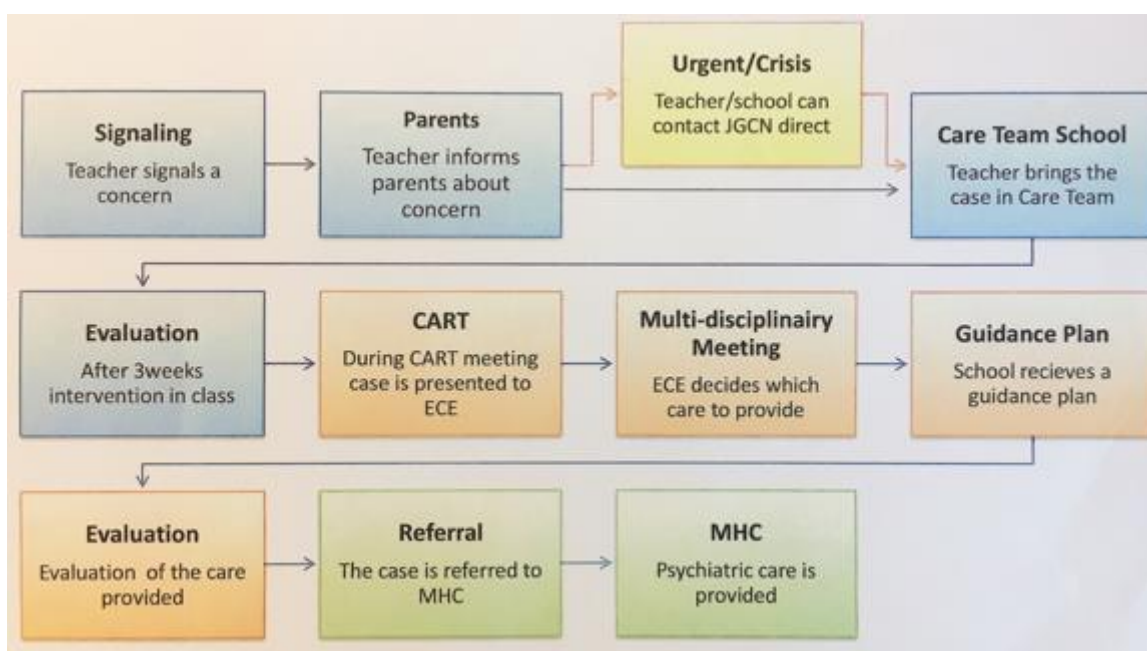 Signaling
Teacher signals a
concern
Parents
Teacher informs
parents about
concern
Urgent/Crisis
Teacher/school can
contact JGCN direct
Care Team School
Teacher brings the
case in Care Team
Evaluation
After 3weeks
intervention in class
CART
During CART meeting
case is presented to
ECE
Multi-disciplinairy
Meeting
ECE decides which
care to provide
Guidance Plan
School recieves a
guidance plan
Evaluation
Evaluation of the care
provided
Referral
The case is referred to
MHC
MHC
Psychiatric care is
provided